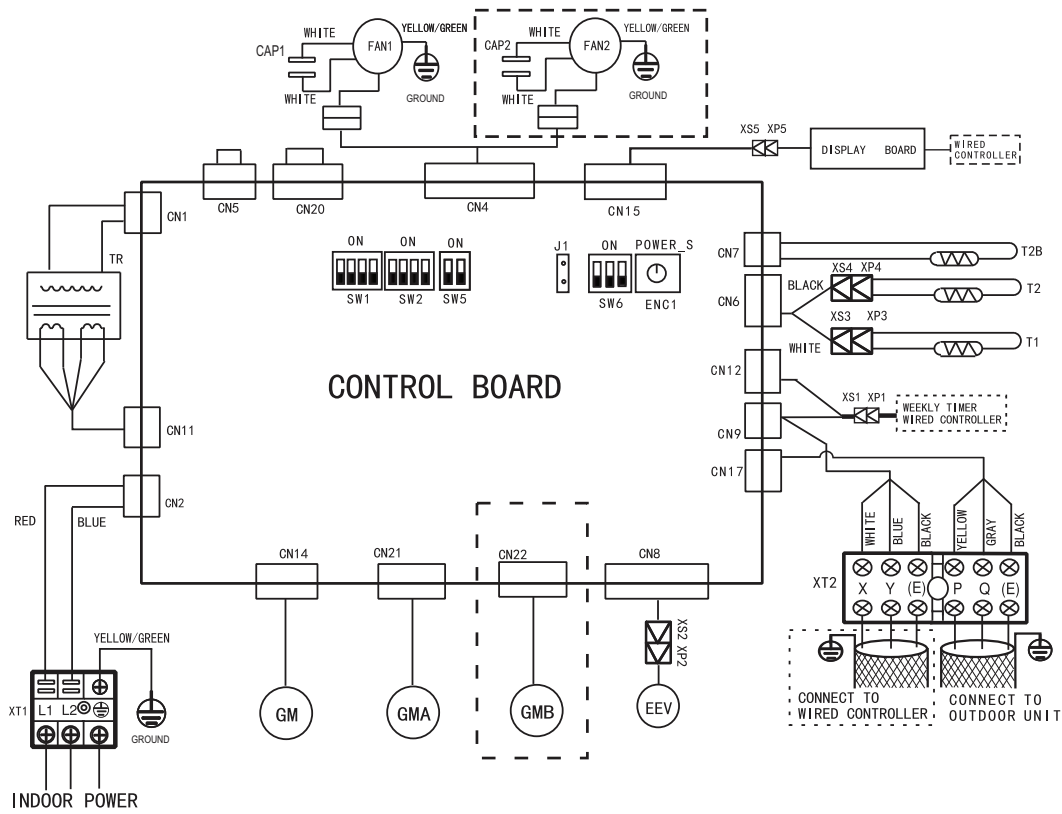 WHITE
FAN1
YELLOW/GREEN
CAP1
WHITE
GROUND
WHITE
FAN2
YELLOW/GREEN
CAP2
WHITE
GROUND
XS5 XP5
DISPLAY BOARD
WIRED
CONTROLLER
CN1
CN5
CN20
CN4
CN15
TR
ON
SW1
ON
SW2
ON
SW5
J1
ON
SW6
POWER_S
ENC1
CN7
T2B
CN6
BLACK
XS4 XP4
T2
XS3 XP3
WHITE
T1
CONTROL BOARD
CN12
CN9
XS1 XP1
WEEKLY TIMER
WIRED CONTROLLER
CN17
CN11
CN2
RED
BLUE
WHITE
BLUE
BLACK
YELLOW
GRAY
BLACK
XT2
X Y (E) P Q (E)
CN14
CN21
CN22
CN8
XS2 XP2
GM
GMA
GMB
EEV
YELLOW/GREEN
XT1
L1 L2
GROUND
INDOOR POWER
CONNECT TO
WIRED CONTROLLER
CONNECT TO
OUTDOOR UNIT